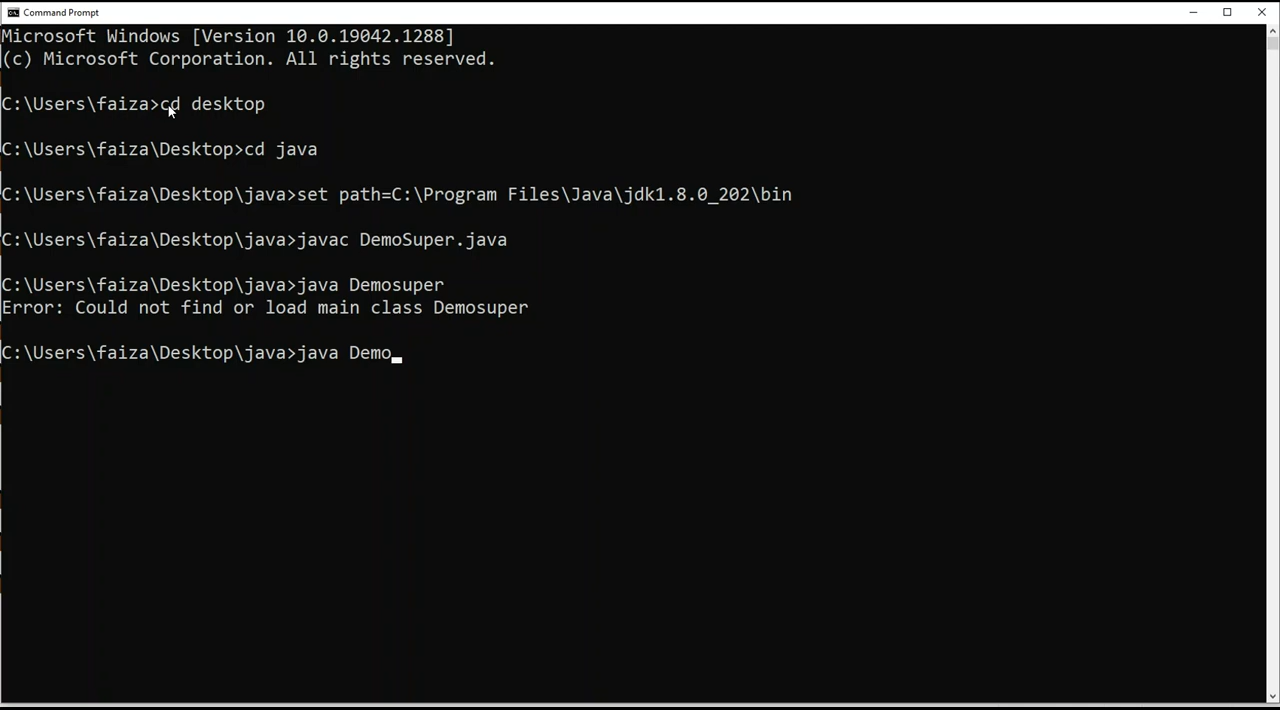 Command Prompt
Microsoft Windows [Version 10.0.19042.1288]
(c) Microsoft Corporation. All rights reserved.
C:\Users\faiza>cd desktop
C:\Users\faiza\Desktop>cd java
C:\Users\faiza\Desktop\java>set path=C:\Program Files\Java\jdk1.8.0_202\bin
C:\Users\faiza\Desktop\java>javac DemoSuper.java
C:\Users\faiza\Desktop\java>java Demosuper
Error: Could not find or load main class Demosuper
C:\Users\faiza\Desktop\java>java Demo